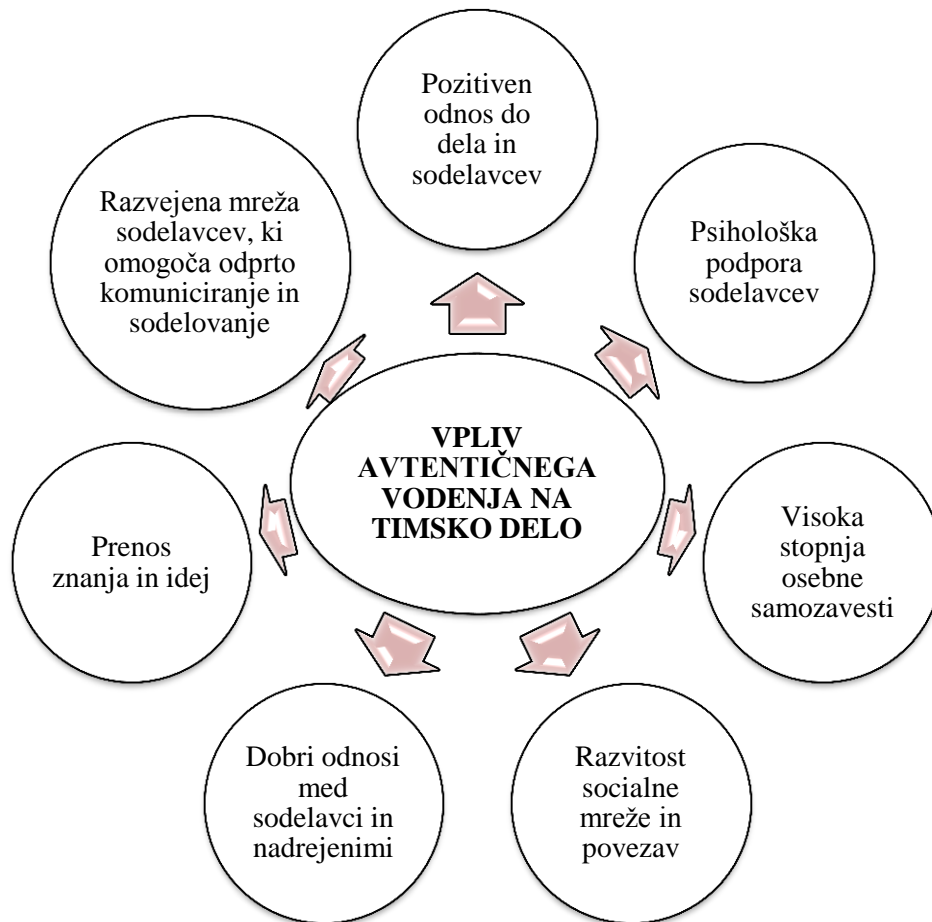 Pozitiven
odnos do
dela in
sodelavcev
Psihološka
podpora
sodelavcev
Visoka
stopnja
osebne
samozavesti
Razvitost
socialne
mreže in
povezav
Dobri odnosi
med
sodelavci in
nadrejenimi
Prenos
znanja in idej
Razvejena mreža
sodelavcev, ki
omogoča odprto
komuniciranje in
sodelovanje
VPLIV
AVTENTIČNEGA
VODENJA NA
TIMSKO DELO